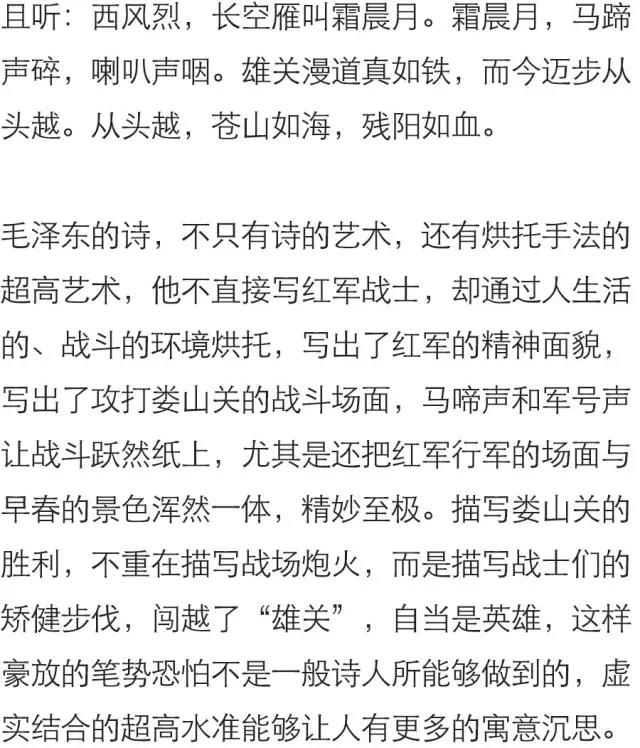 且听：西风烈，长空雁叫霜晨月。霜晨月，马蹄
声碎，喇叭声咽。雄关漫道真如铁，而今迈步从
头越。从头越，苍山如海，残阳如血。
毛泽东的诗，不只有诗的艺术，还有烘托手法的
超高艺术，他不直接写红军战士，却通过人生活
的、战斗的环境烘托，写出了红军的精神面貌，
写出了攻打娄山关的战斗场面，马啼声和军号声
让战斗跃然纸上，尤其是还把红军行军的场面与
早春的景色浑然一体，精妙至极。描写娄山关的
胜利，不重在描写战场炮火，而是描写战士们的
矫健步伐，闯越了“雄关”，自当是英雄，这样
豪放的笔势恐怕不是一般诗人所能够做到的，虚
实结合的超高水准能够让人有更多的寓意沉思。